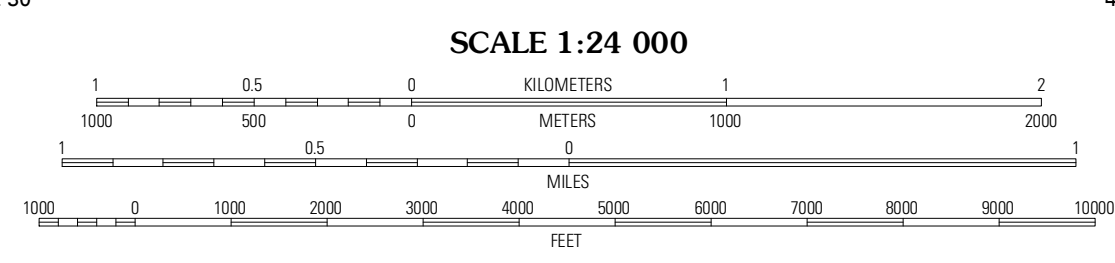 30
SCALE 1:24 000
1 0.5 0 KILOMETERS 1 2
1000 500 0 METERS 1000 2000
1 0.5 0 1
MILES
1000 0 1000 2000 3000 4000 5000 6000 7000 8000 9000 10000
FEET